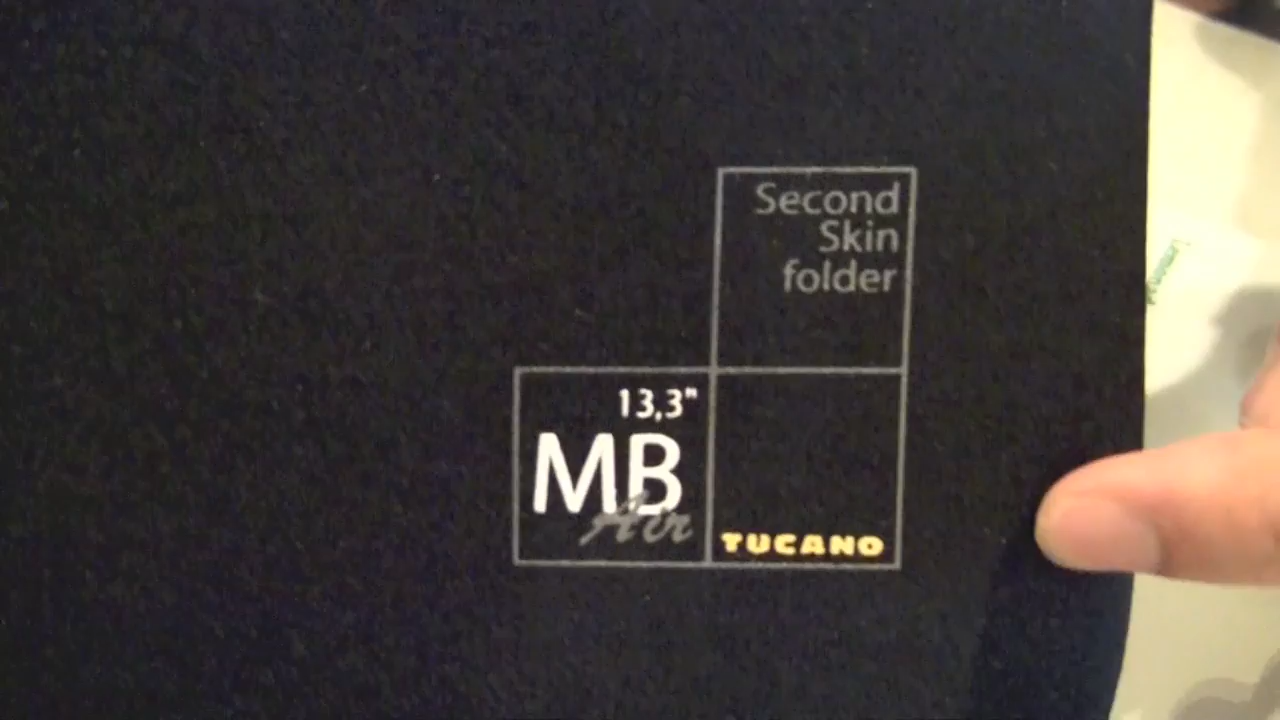 Second
Skin
folder
13,3"
MB
Air
TUCANO